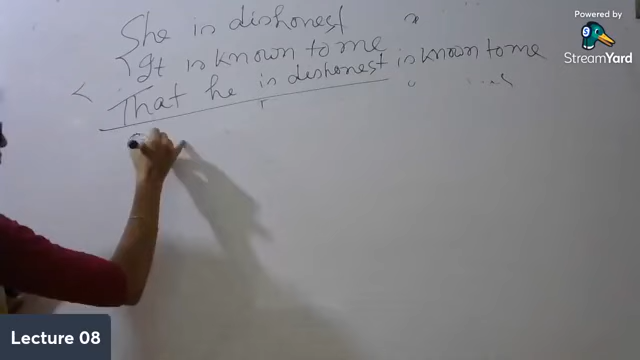 She is dishonest
It is known to me
That he is dishonest is known to me
Powered by
StreamYard
Lecture 08